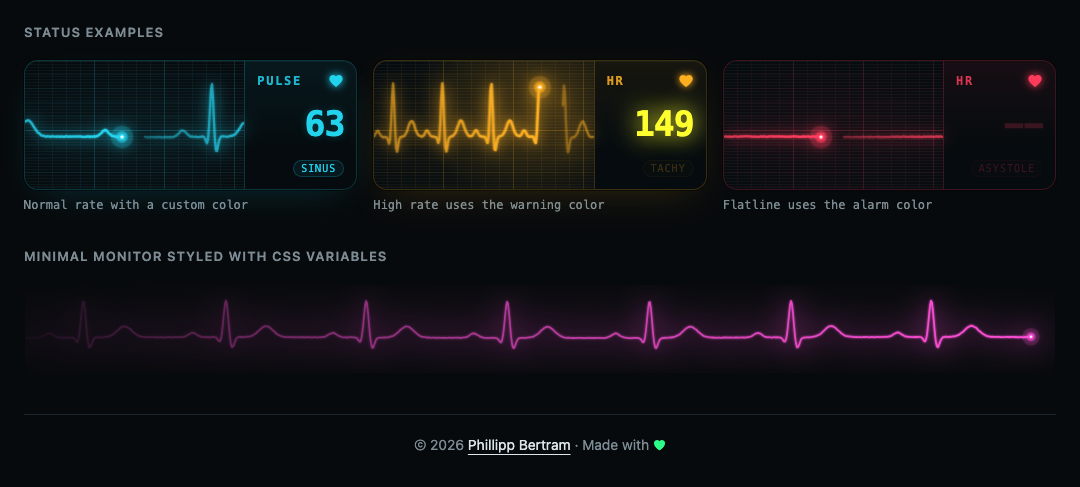 STATUS EXAMPLES
PULSE
63
SINUS
Normal rate with a custom color
HR
149
TACHY
High rate uses the warning color
HR
--
ASYSTOLE
Flatline uses the alarm color
MINIMAL MONITOR STYLED WITH CSS VARIABLES
© 2026 Phillipp Bertram · Made with